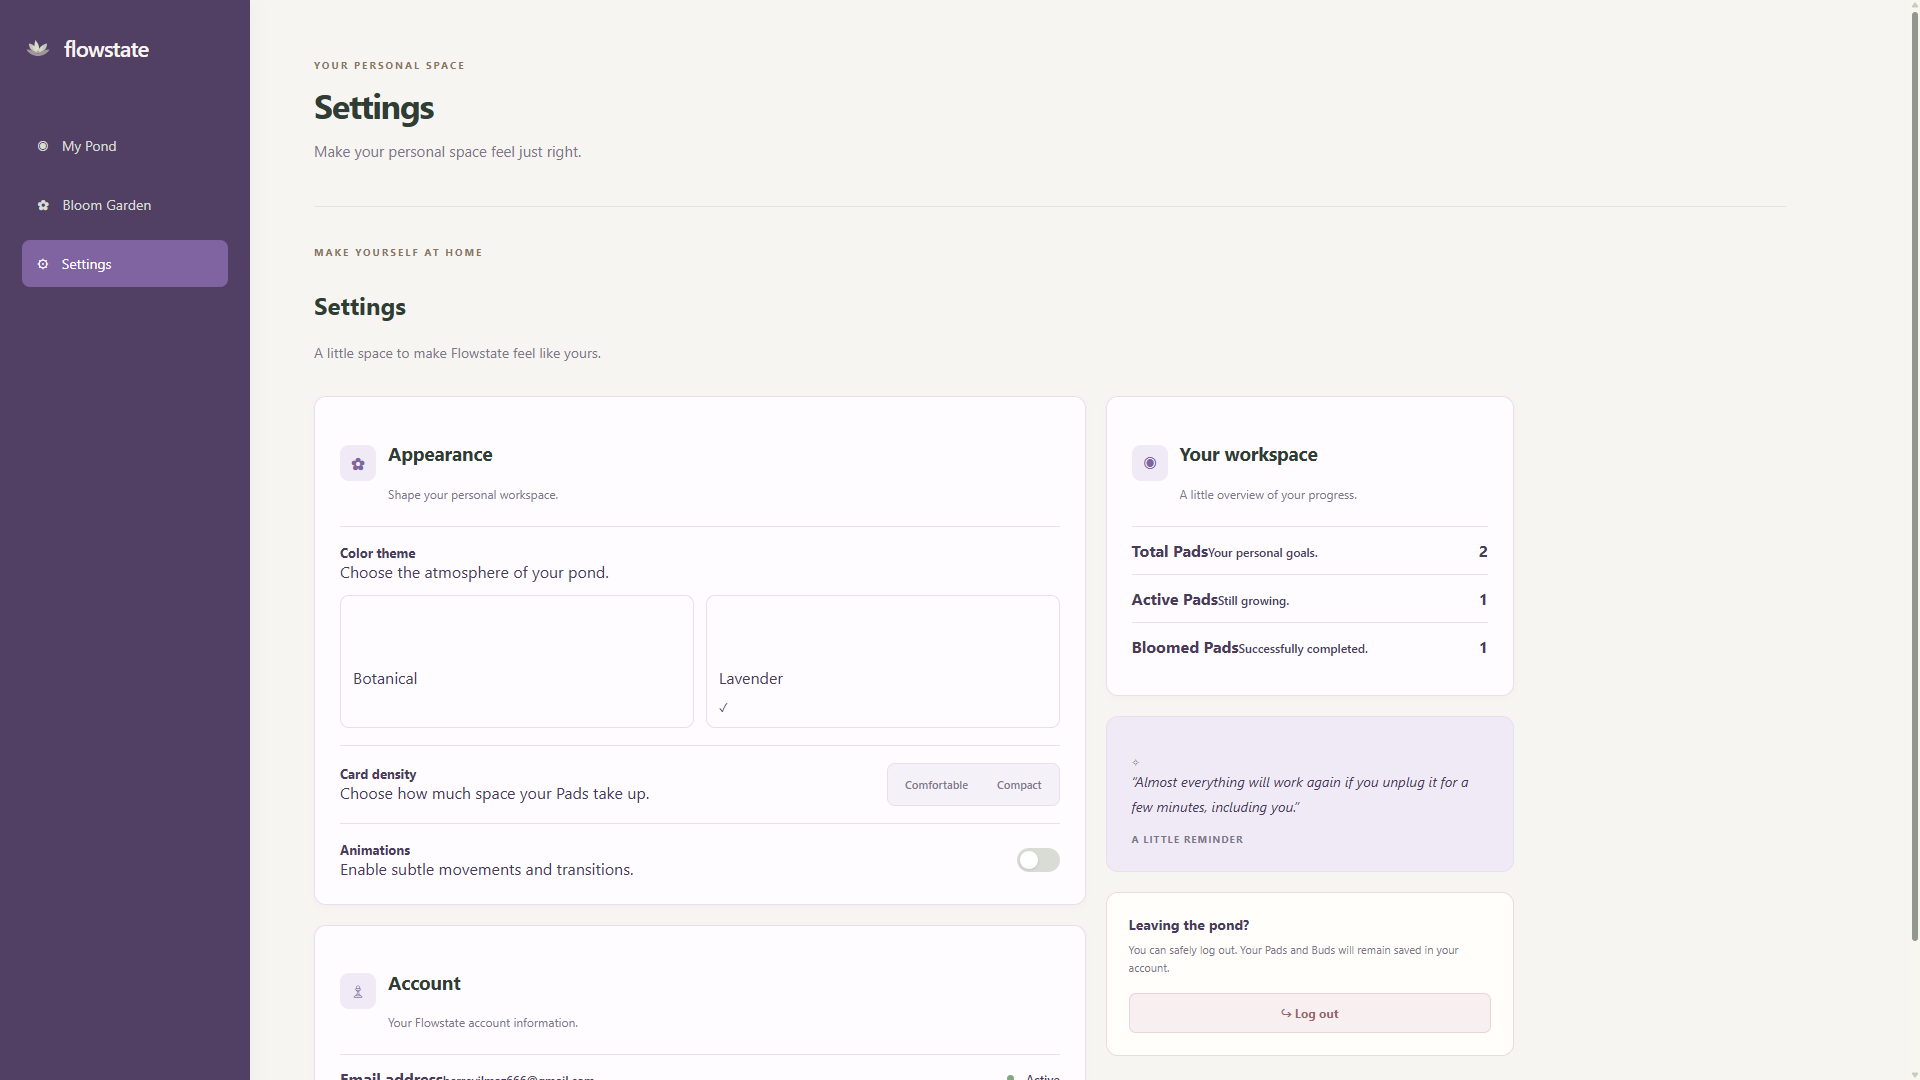 flowstate
My Pond
Bloom Garden
Settings
YOUR PERSONAL SPACE
Settings
Make your personal space feel just right.
MAKE YOURSELF AT HOME
Settings
A little space to make Flowstate feel like yours.
Appearance
Shape your personal workspace.
Color theme
Choose the atmosphere of your pond.
Botanical
Lavender
✓
Card density
Choose how much space your Pads take up.
Comfortable
Compact
Animations
Enable subtle movements and transitions.
Account
Your Flowstate account information.
Email address
Active
Your workspace
A little overview of your progress.
Total Pads Your personal goals. 2
Active Pads Still growing. 1
Bloomed Pads Successfully completed. 1
“Almost everything will work again if you unplug it for a
few minutes, including you.”
A LITTLE REMINDER
Leaving the pond?
You can safely log out. Your Pads and Buds will remain saved in your
account.
↪ Log out